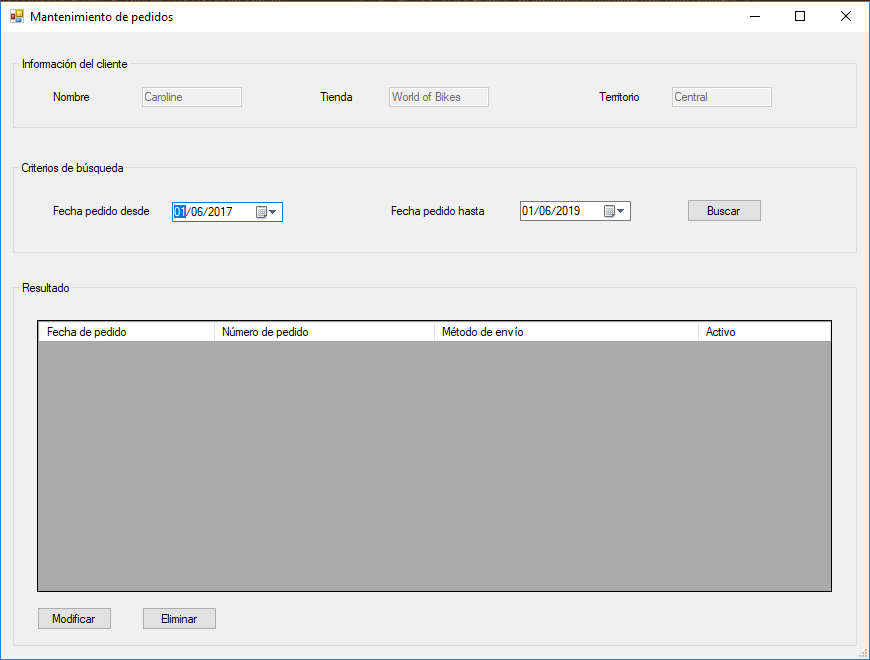 Mantenimiento de pedidos
Información del cliente
Nombre Caroline Tienda World of Bikes Territorio Central
Criterios de búsqueda
Fecha pedido desde 01/06/2017 Fecha pedido hasta 01/06/2019 Buscar
Resultado
Fecha de pedido Número de pedido Método de envío Activo
Modificar Eliminar